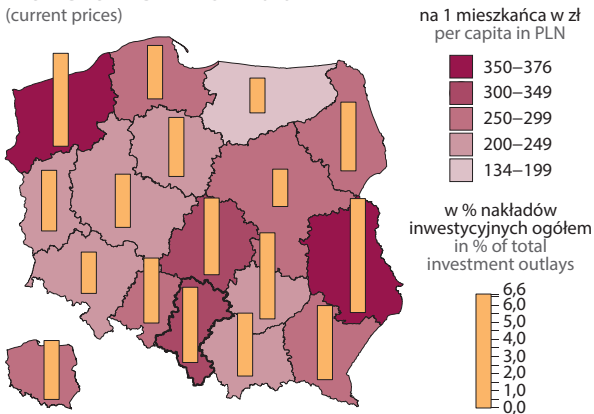 (current prices)
na 1 mieszkańca w zł
per capita in PLN
350–376
300–349
250–299
200–249
134–199
w % nakładów
inwestycyjnych ogółem
in % of total
investment outlays
6,6
6,0
5,0
4,0
3,0
2,0
1,0
0,0